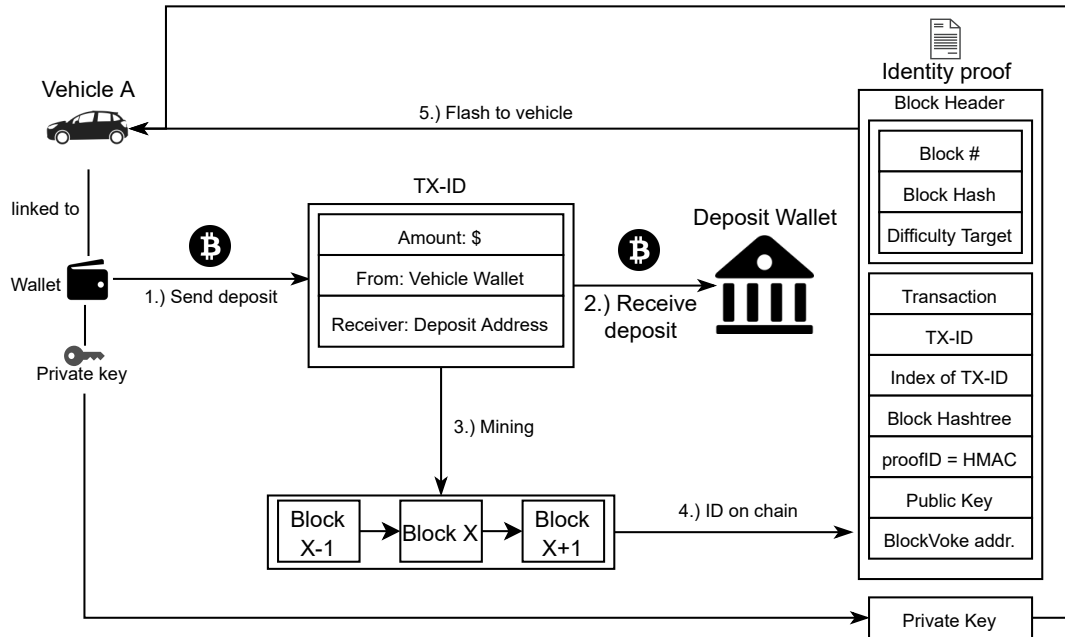 Identity proof
Vehicle A
Block Header
5.) Flash to vehicle
Block #
Block Hash
Difficulty Target
linked to
TX-ID
Amount: $
From: Vehicle Wallet
Receiver: Deposit Address
Deposit Wallet
Wallet
1.) Send deposit
2.) Receive
deposit
Transaction
TX-ID
Index of TX-ID
Block Hashtree
proofID = HMAC
Public Key
BlockVoke addr.
Private key
3.) Mining
Block
X-1
Block X
Block
X+1
4.) ID on chain
Private Key